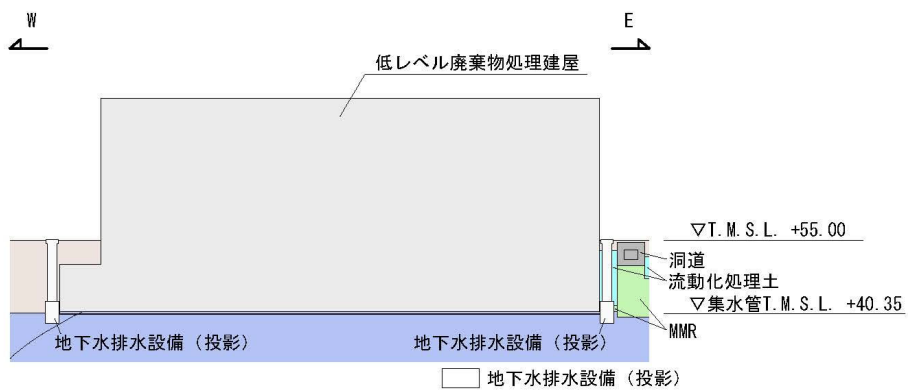 W
E
低レベル廃棄物処理建屋
▽T.M.S.L. +55.00
洞道
流動化処理土
▽集水管T.M.S.L. +40.35
MMR
地下水排水設備（投影）
地下水排水設備（投影）
地下水排水設備（投影）